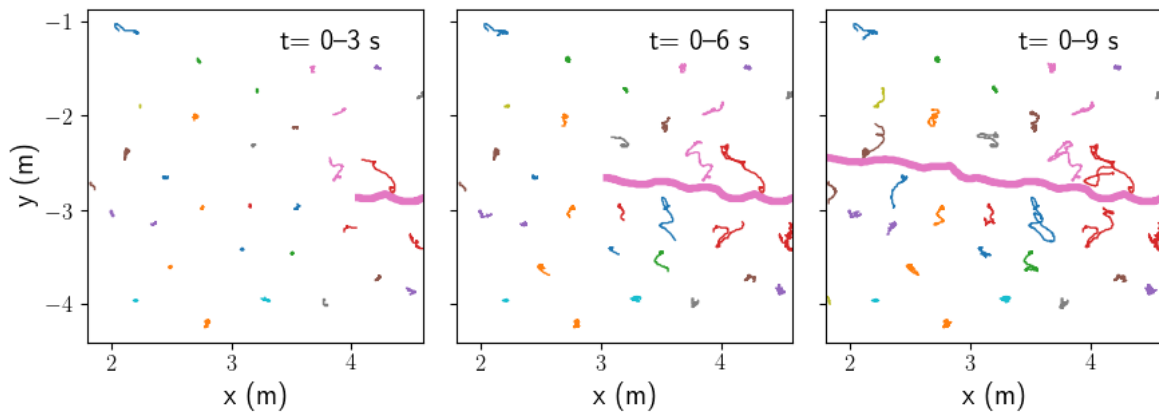 t= 0–3 s
t= 0–6 s
t= 0–9 s
y (m)
−1
−2
−3
−4
2 3 4
2 3 4
2 3 4
x (m)
x (m)
x (m)